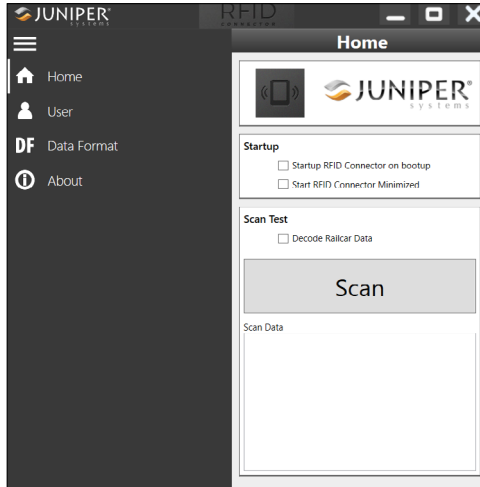 JUNIPER®
systems
RFID
CONNECTOR
Home
Home
User
DF Data Format
About
JUNIPER®
systems
Startup
Startup RFID Connector on bootup
Start RFID Connector Minimized
Scan Test
Decode Railcar Data
Scan
Scan Data